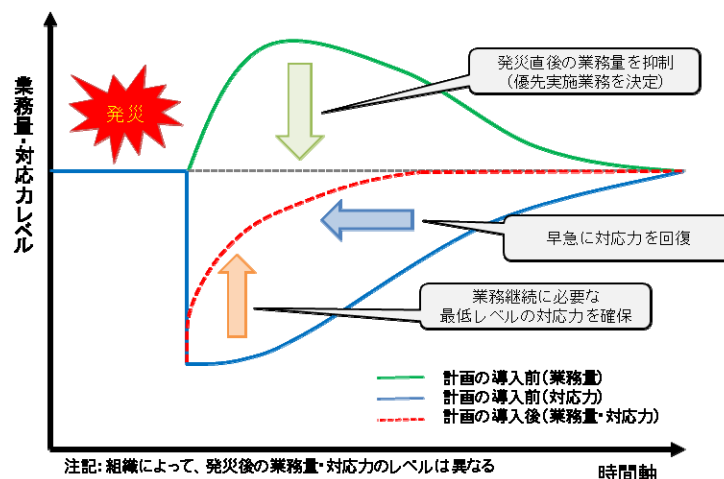 業務量・対応力レベル
発災
発災直後の業務量を抑制
(優先実施業務を決定)
早急に対応力を回復
業務継続に必要な
最低レベルの対応力を確保
計画の導入前(業務量)
計画の導入前(対応力)
計画の導入後(業務量・対応力)
注記：組織によって、発災後の業務量・対応力のレベルは異なる
時間軸